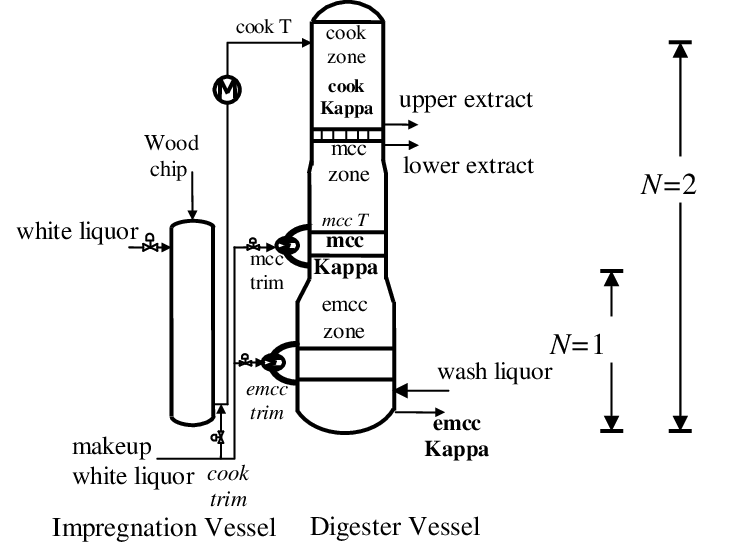 cook T
cook
zone
cook
Kappa
upper extract
mcc
zone
lower extract
N=2
Wood
chip
white liquor
mcc T
mcc
Kappa
mcc
trim
emcc
zone
N=1
wash liquor
emcc
trim
emcc
Kappa
makeup
white liquor
cook
trim
Impregnation Vessel
Digester Vessel
M